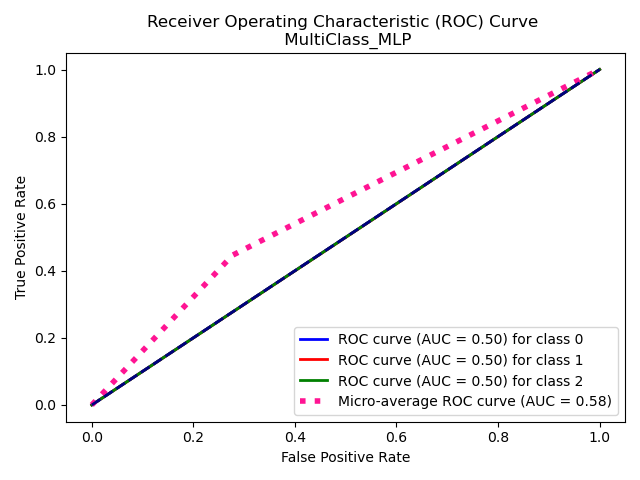 Receiver Operating Characteristic (ROC) Curve
MultiClass_MLP
True Positive Rate
1.0
0.8
0.6
0.4
0.2
0.0
ROC curve (AUC = 0.50) for class 0
ROC curve (AUC = 0.50) for class 1
ROC curve (AUC = 0.50) for class 2
Micro-average ROC curve (AUC = 0.58)
0.0 0.2 0.4 0.6 0.8 1.0
False Positive Rate